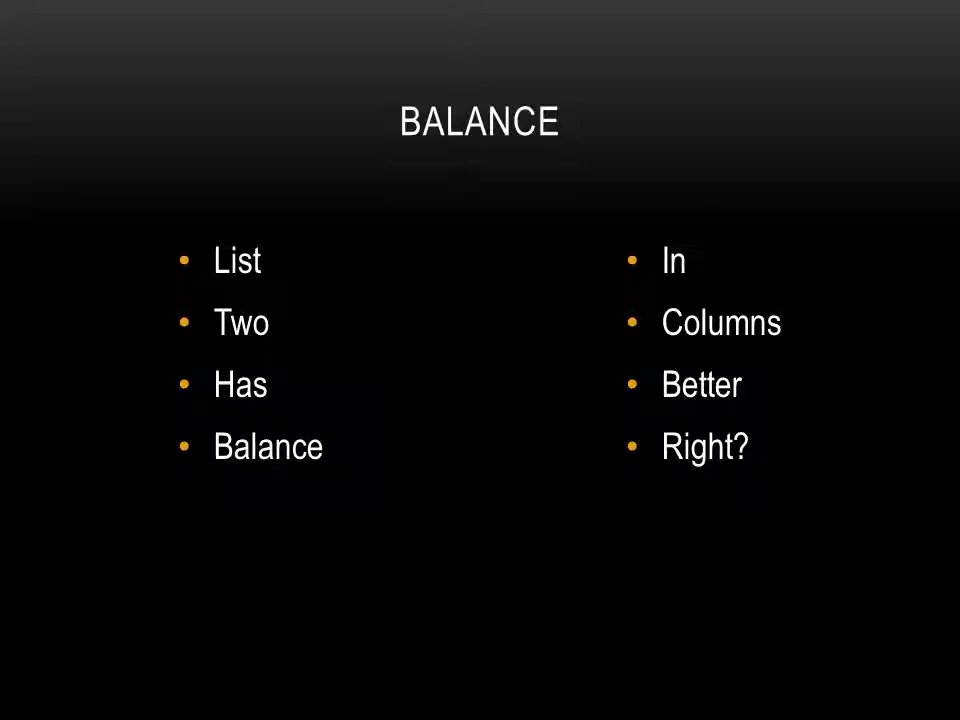 BALANCE
• List
• Two
• Has
• Balance
• In
• Columns
• Better
• Right?